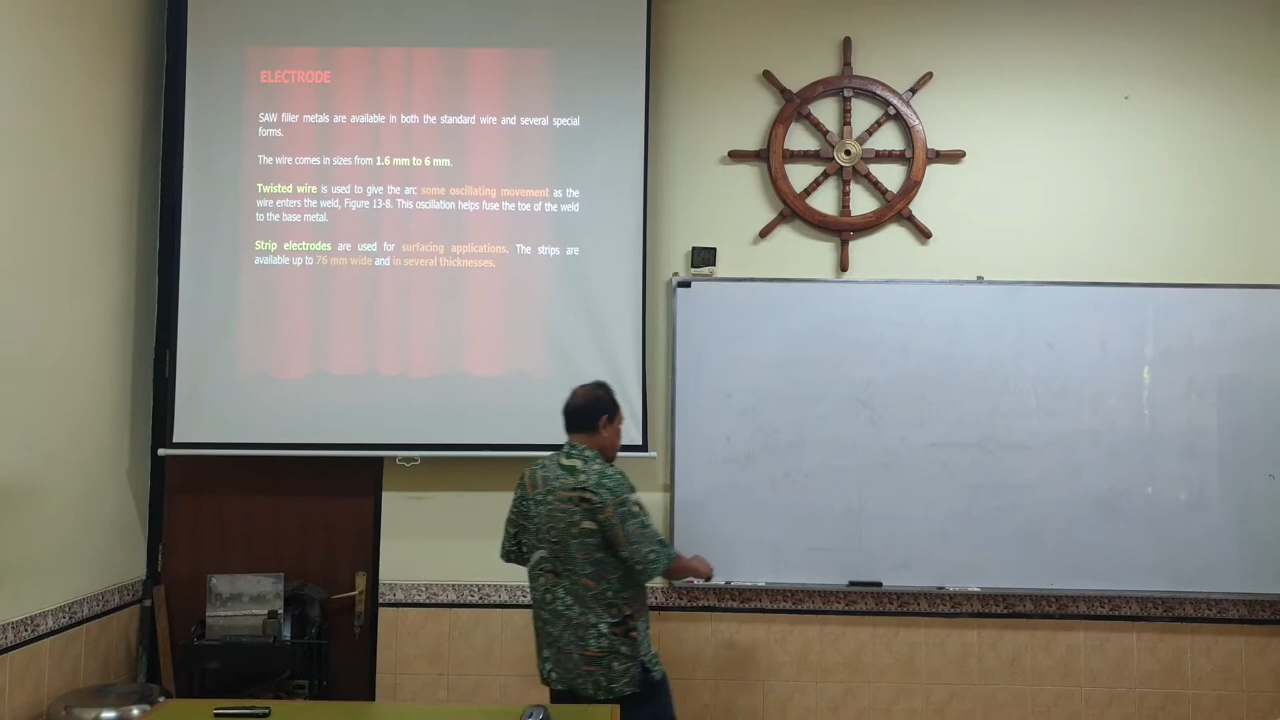 ELECTRODE
SAW filler metals are available in both the standard wire and several special
forms.
The wire comes in sizes from 1.6 mm to 6 mm.
Twisted wire is used to give the arc some oscillating movement as the
wire enters the weld, Figure 13-8. This oscillation helps fuse the toe of the weld
to the base metal.
Strip electrodes are used for surfacing applications. The strips are
available up to 76 mm wide and in several thicknesses.